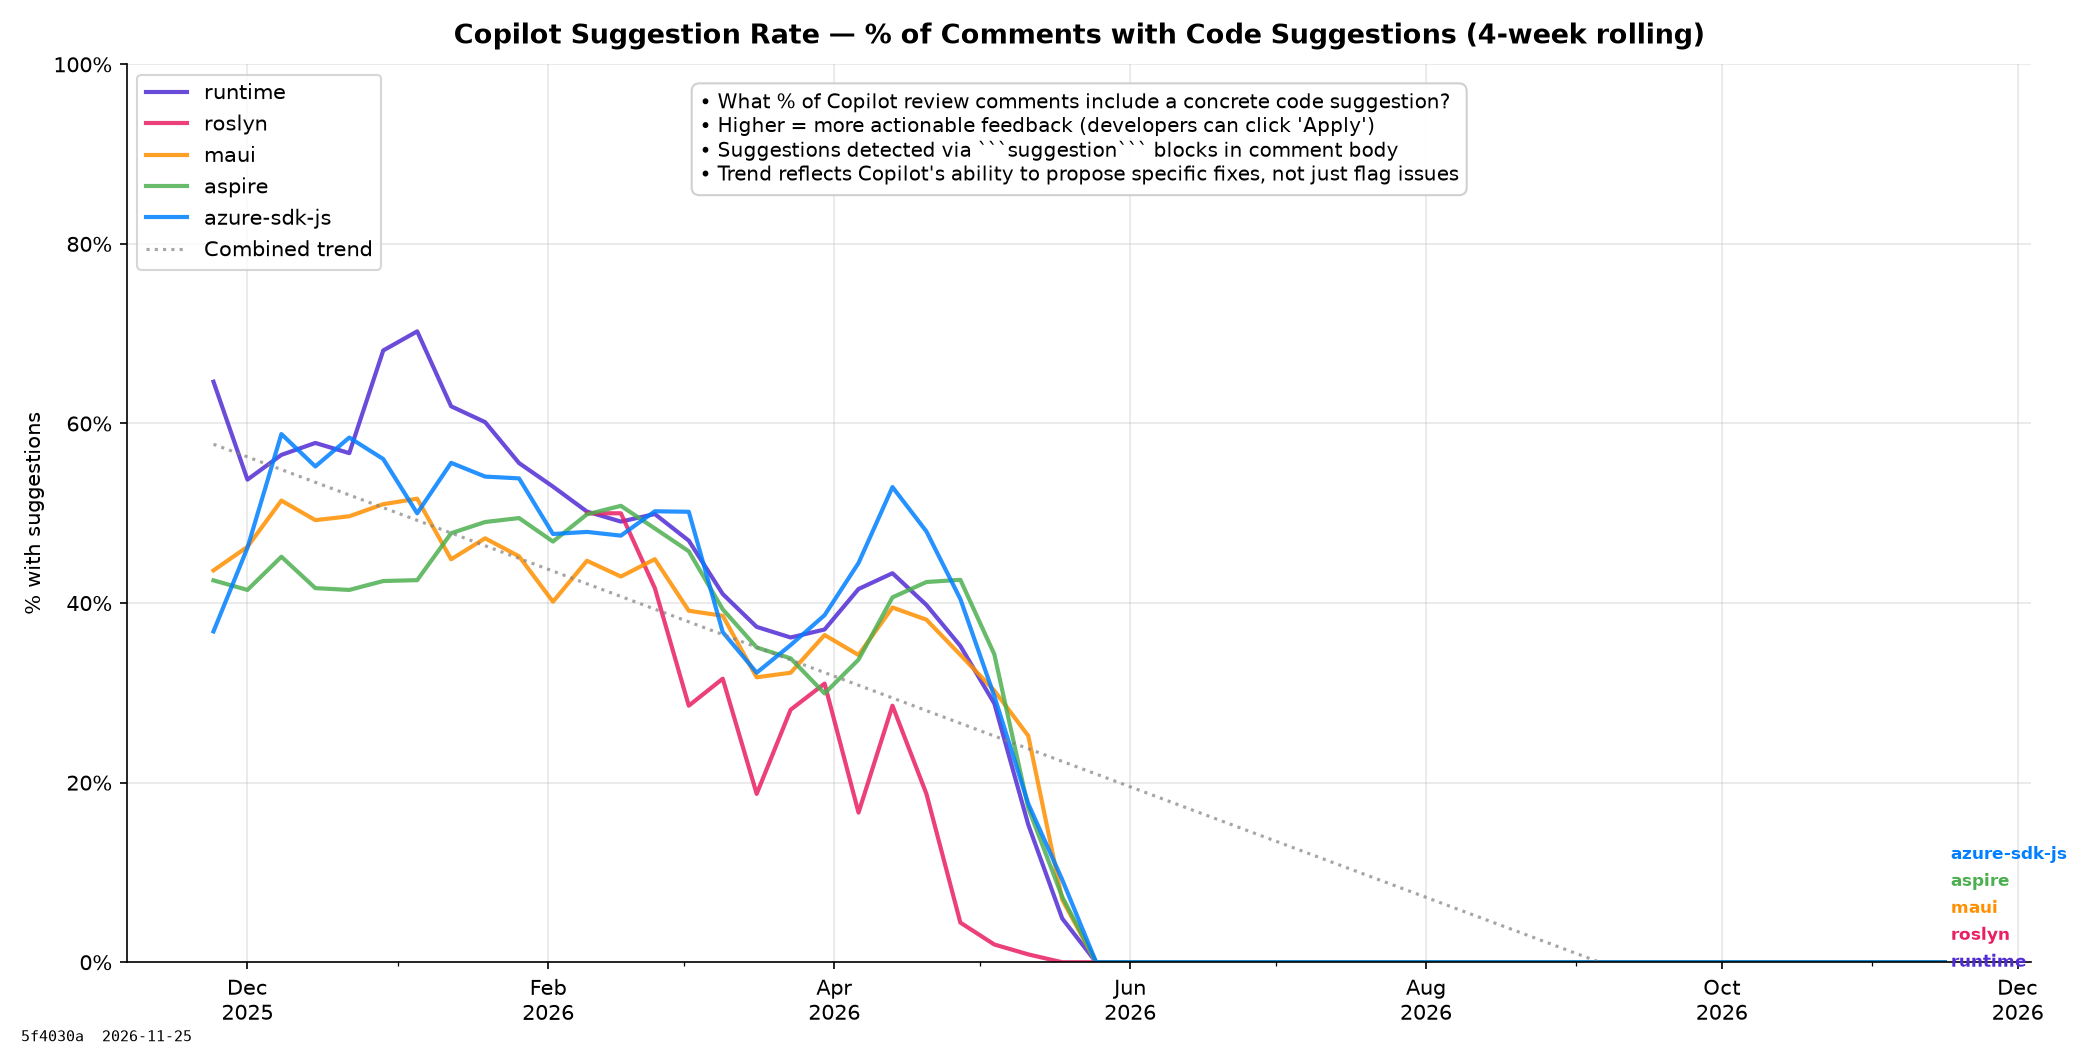 Copilot Suggestion Rate — % of Comments with Code Suggestions (4-week rolling)
100%
80%
60%
40%
20%
0%
% with suggestions
runtime
roslyn
maui
aspire
azure-sdk-js
Combined trend
• What % of Copilot review comments include a concrete code suggestion?
• Higher = more actionable feedback (developers can click 'Apply')
• Suggestions detected via ```suggestion``` blocks in comment body
• Trend reflects Copilot's ability to propose specific fixes, not just flag issues
azure-sdk-js
aspire
maui
roslyn
runtime
Dec
2025
Feb
2026
Apr
2026
Jun
2026
Aug
2026
Oct
2026
Dec
2026
5f4030a  2026-11-25